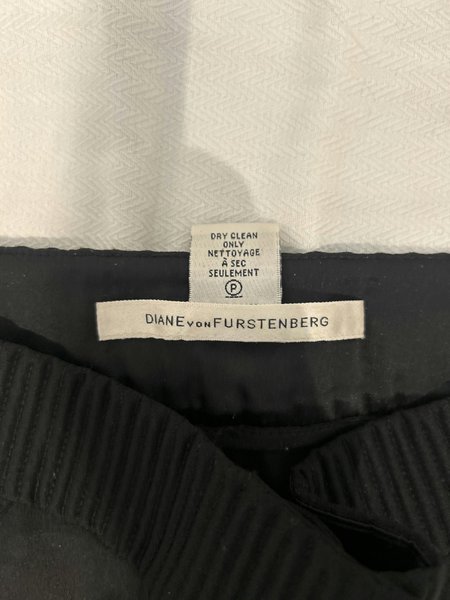 DRY CLEAN
ONLY
NETTOYAGE
À SEC
SEULEMENT
P
DIANE VON FURSTENBERG